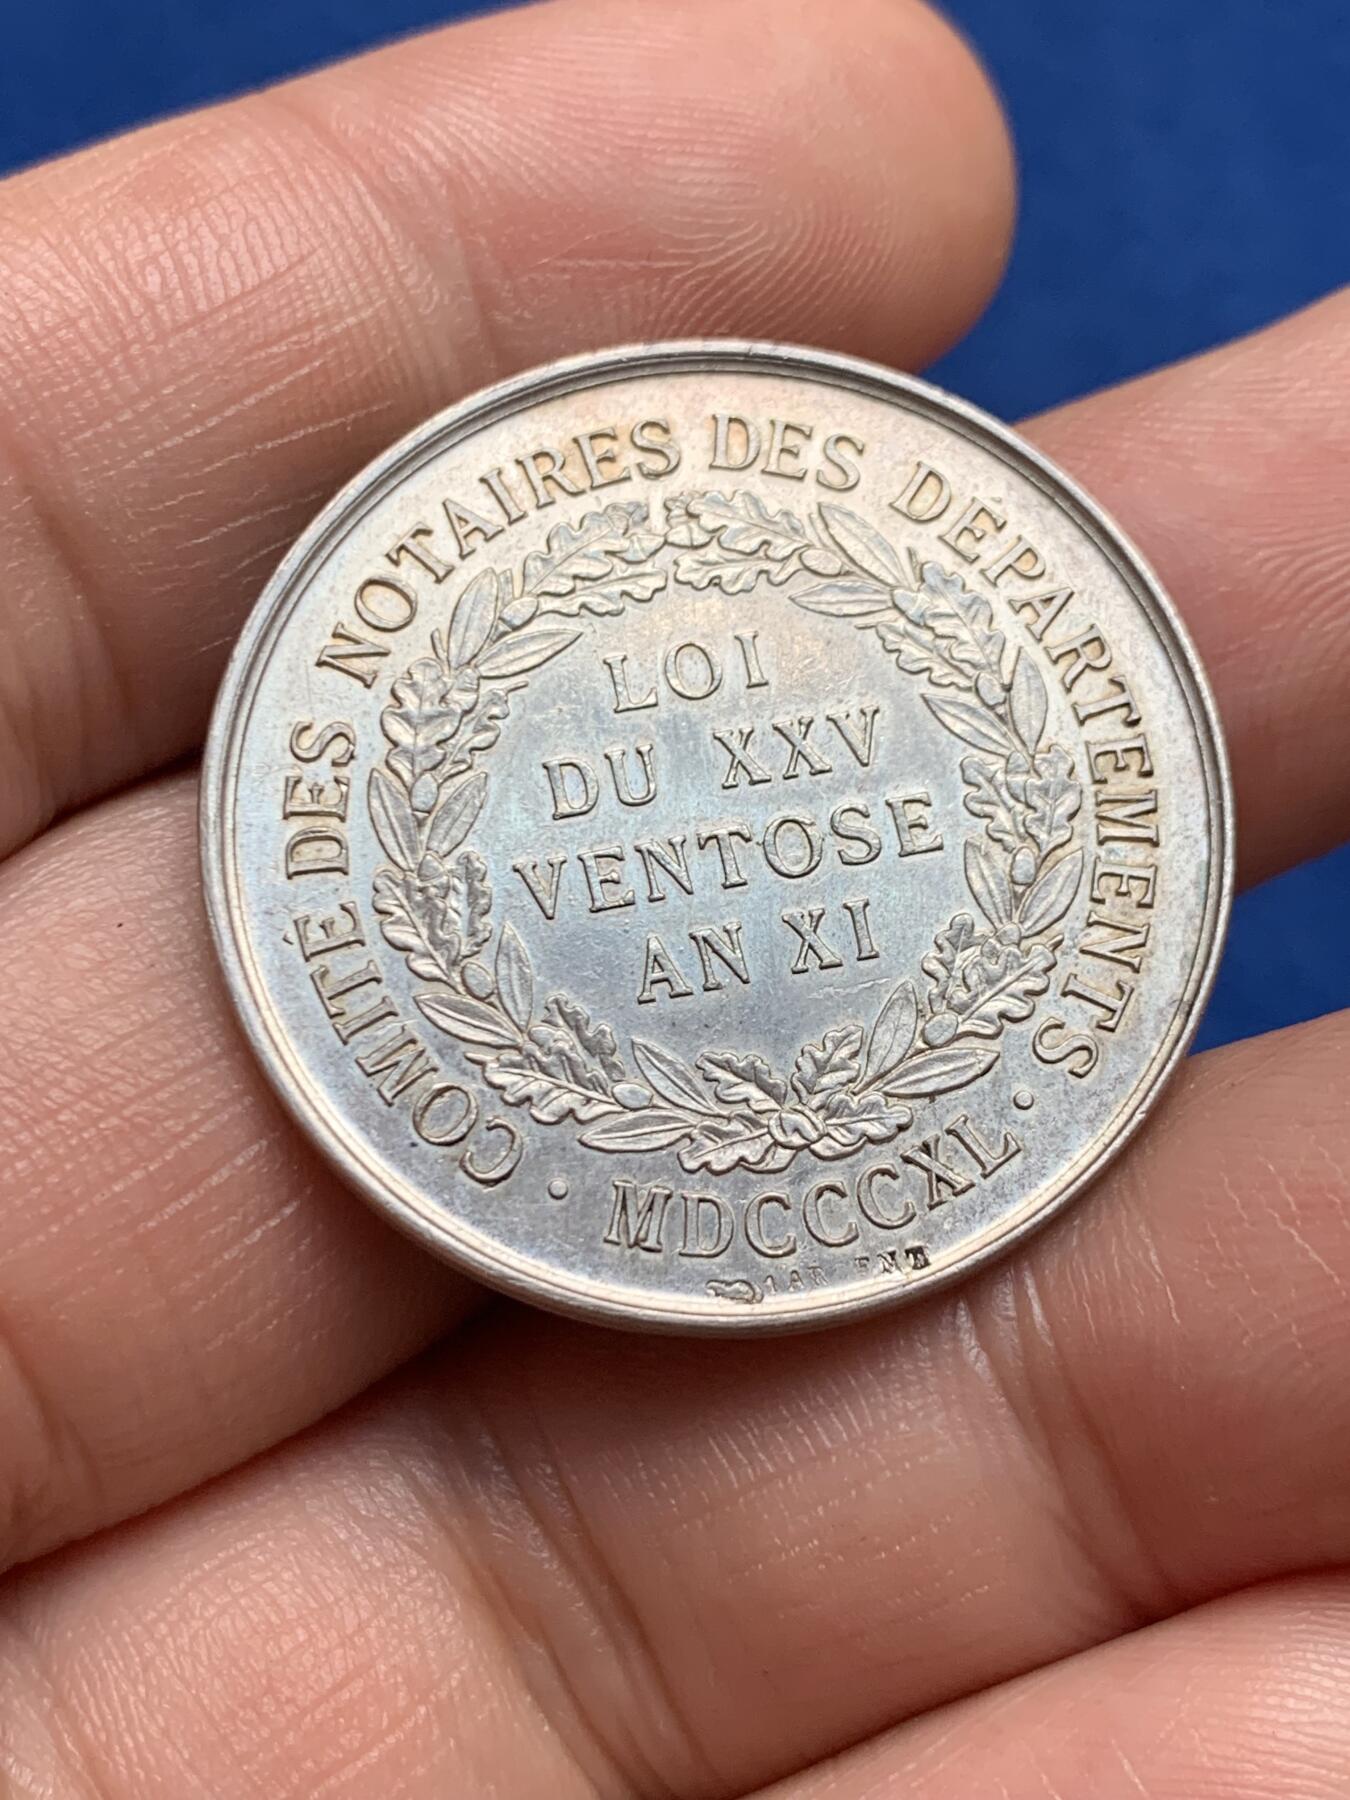 COMITÉ DES NOTAIRES DES DÉPARTEMENTS
LOI
DU XXV
VENTOSE
AN XI
· MDCCCXL ·